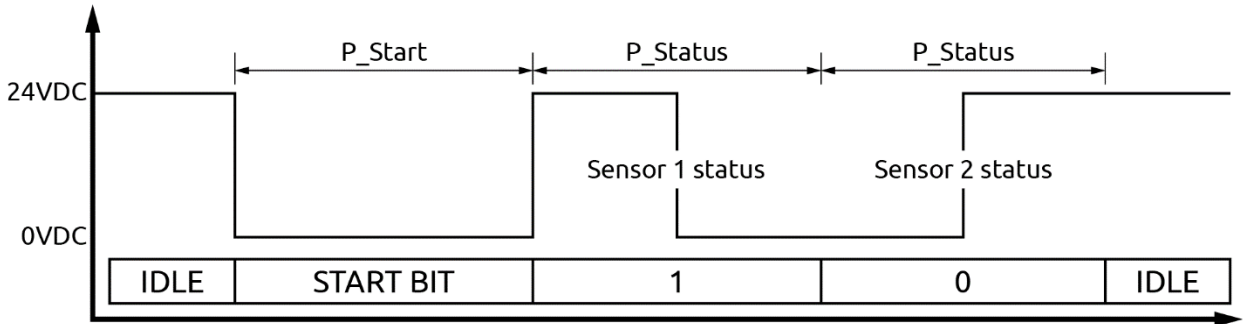 P_Start
P_Status
P_Status
24VDC
Sensor 1 status
Sensor 2 status
0VDC
IDLE
START BIT
1
0
IDLE